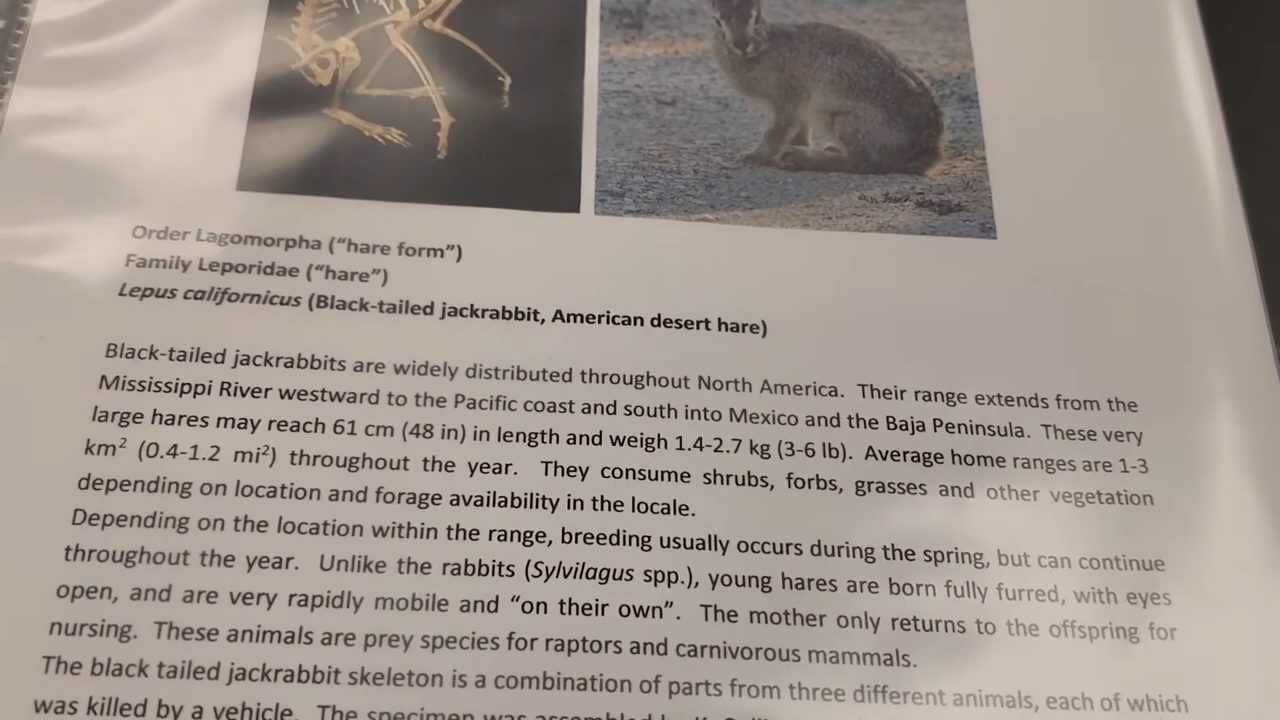 Order Lagomorpha (“hare form”)
Family Leporidae (“hare”)
Lepus californicus (Black-tailed jackrabbit, American desert hare)
Black-tailed jackrabbits are widely distributed throughout North America. Their range extends from the
Mississippi River westward to the Pacific coast and south into Mexico and the Baja Peninsula. These very
large hares may reach 61 cm (48 in) in length and weigh 1.4-2.7 kg (3-6 lb). Average home ranges are 1-3
km² (0.4-1.2 mi²) throughout the year. They consume shrubs, forbs, grasses and other vegetation
depending on location and forage availability in the locale.
Depending on the location within the range, breeding usually occurs during the spring, but can continue
throughout the year. Unlike the rabbits (Sylvilagus spp.), young hares are born fully furred, with eyes
open, and are very rapidly mobile and “on their own”. The mother only returns to the offspring for
nursing. These animals are prey species for raptors and carnivorous mammals.
The black tailed jackrabbit skeleton is a combination of parts from three different animals, each of which
was killed by a vehicle. The specimen was assembled